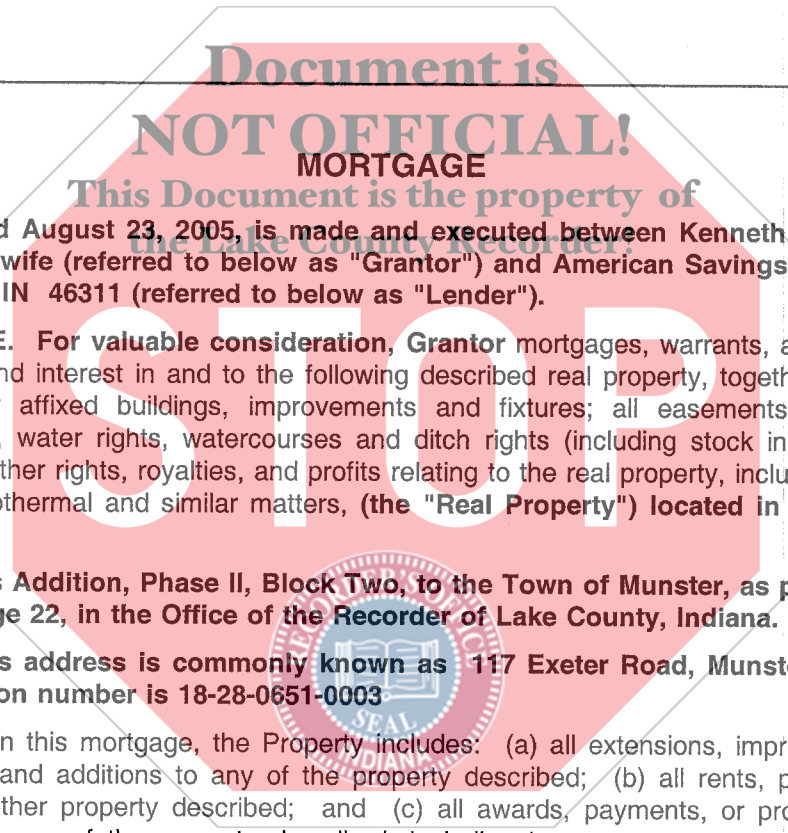 Document is
NOT OFFICIAL!
MORTGAGE
This Document is the property of
the Lake County Recorder!
d August 23, 2005, is made and executed between Kenneth
wife (referred to below as "Grantor") and American Savings
IN 46311 (referred to below as "Lender").
E. For valuable consideration, Grantor mortgages, warrants, a
nd interest in and to the following described real property, togeth
affixed buildings, improvements and fixtures; all easements
water rights, watercourses and ditch rights (including stock in
ther rights, royalties, and profits relating to the real property, inclu
othermal and similar matters, (the "Real Property") located in
STOP
s Addition, Phase II, Block Two, to the Town of Munster, as p
ge 22, in the Office of the Recorder of Lake County, Indiana.
s address is commonly known as 117 Exeter Road, Munste
on number is 18-28-0651-0003
RECORDER'S OFFICE
SEAL
INDIANA
n this mortgage, the Property includes: (a) all extensions, impr
and additions to any of the property described; (b) all rents, p
ther property described; and (c) all awards, payments, or pro